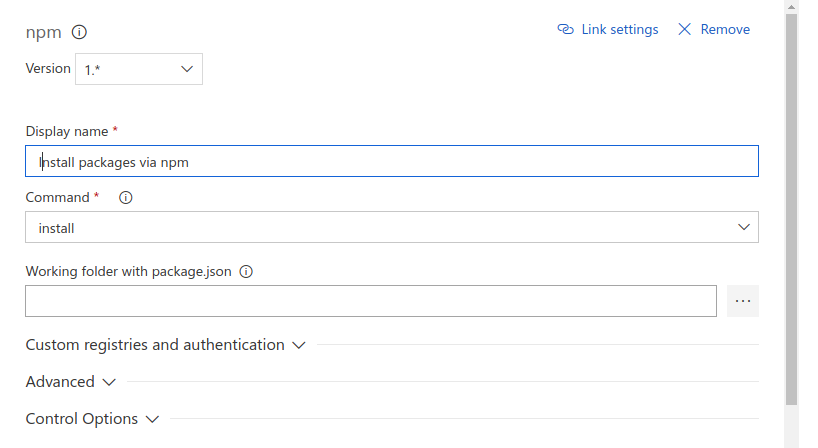 npm
Link settings
Remove
Version 1.*
Display name *
Install packages via npm
Command *
install
Working folder with package.json
...
Custom registries and authentication
Advanced
Control Options